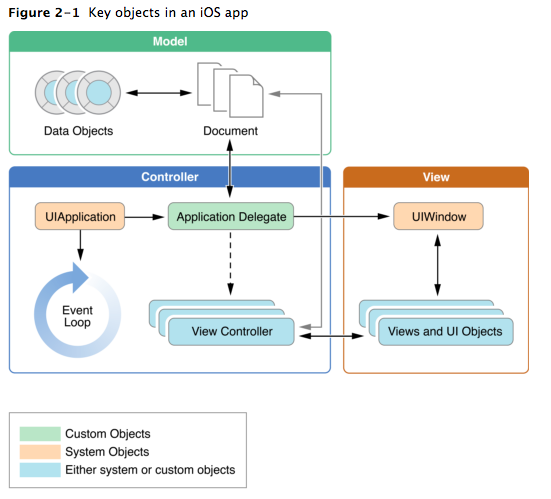 Figure 2-1 Key objects in an iOS app
Model
Data Objects
Document
Controller
View
UIApplication
Application Delegate
UIWindow
Event
Loop
View Controller
Views and UI Objects
Custom Objects
System Objects
Either system or custom objects